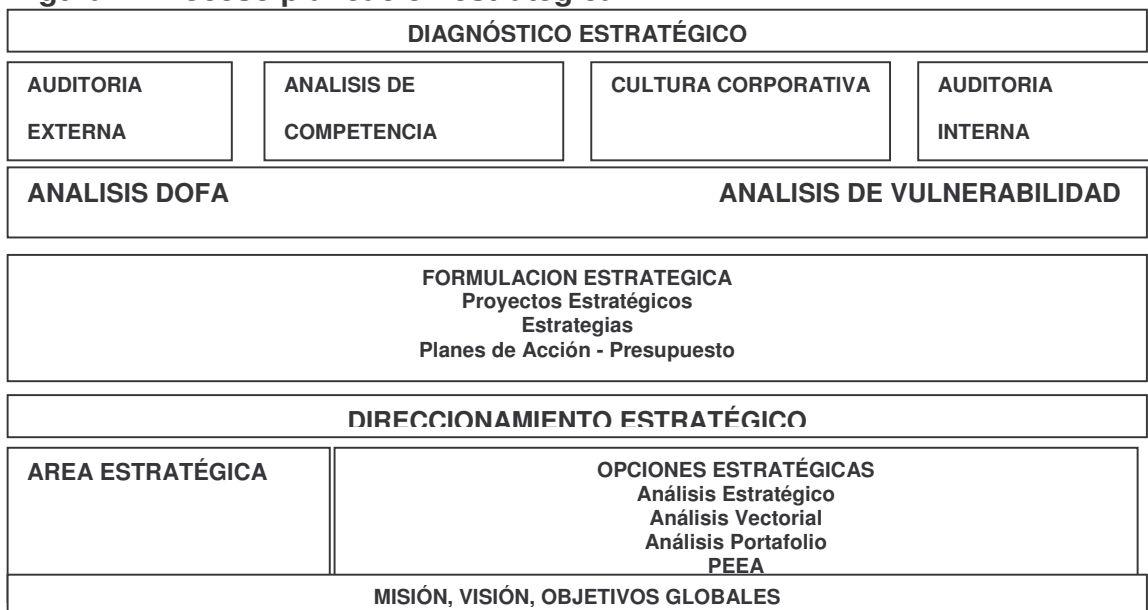 DIAGNÓSTICO ESTRATÉGICO
AUDITORIA
EXTERNA
ANALISIS DE
COMPETENCIA
CULTURA CORPORATIVA
AUDITORIA
INTERNA
ANALISIS DOFA
ANALISIS DE VULNERABILIDAD
FORMULACION ESTRATEGICA
Proyectos Estratégicos
Estrategias
Planes de Acción - Presupuesto
DIRECCIONAMIENTO ESTRATÉGICO
AREA ESTRATÉGICA
OPCIONES ESTRATÉGICAS
Análisis Estratégico
Análisis Vectorial
Análisis Portafolio
PEEA
MISIÓN, VISIÓN, OBJETIVOS GLOBALES